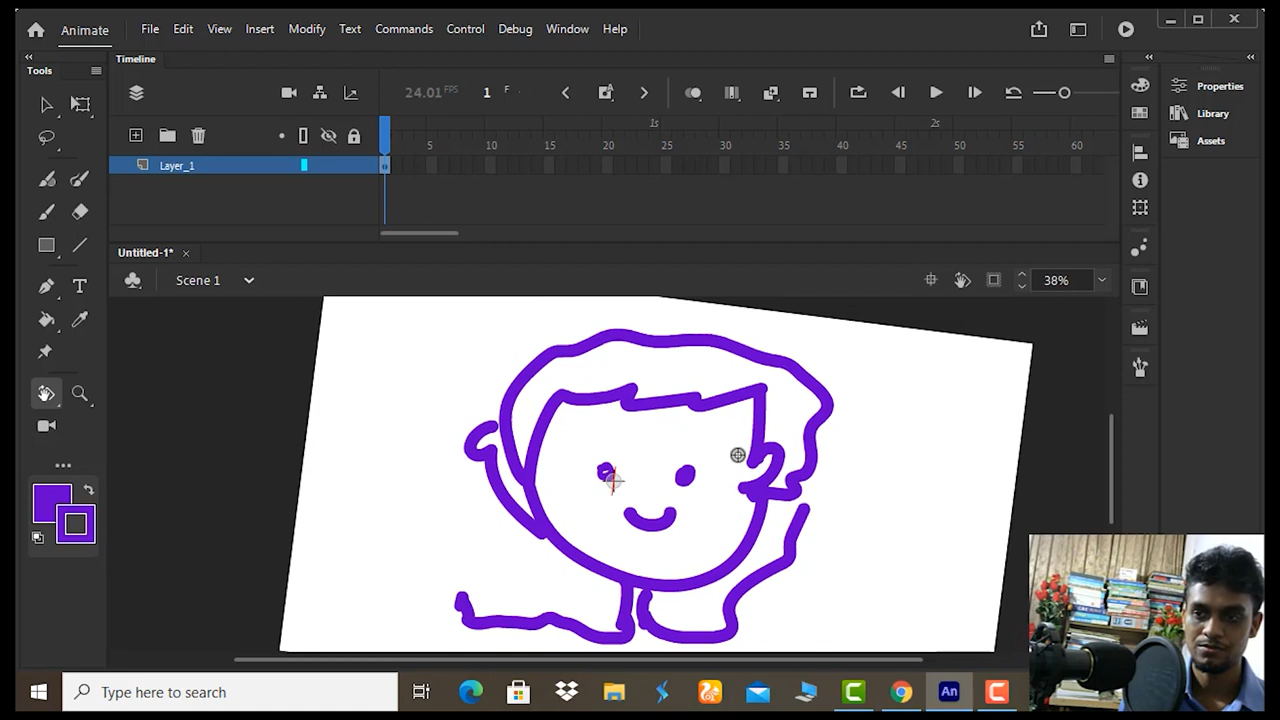 Animate File Edit View Insert Modify Text Commands Control Debug Window Help
Timeline
Tools
24.01 FPS 1 F
1s 2s
5 10 15 20 25 30 35 40 45 50 55 60
Layer_1
Properties
Library
Assets
Untitled-1* ×
Scene 1 38%
T
Type here to search
C An C